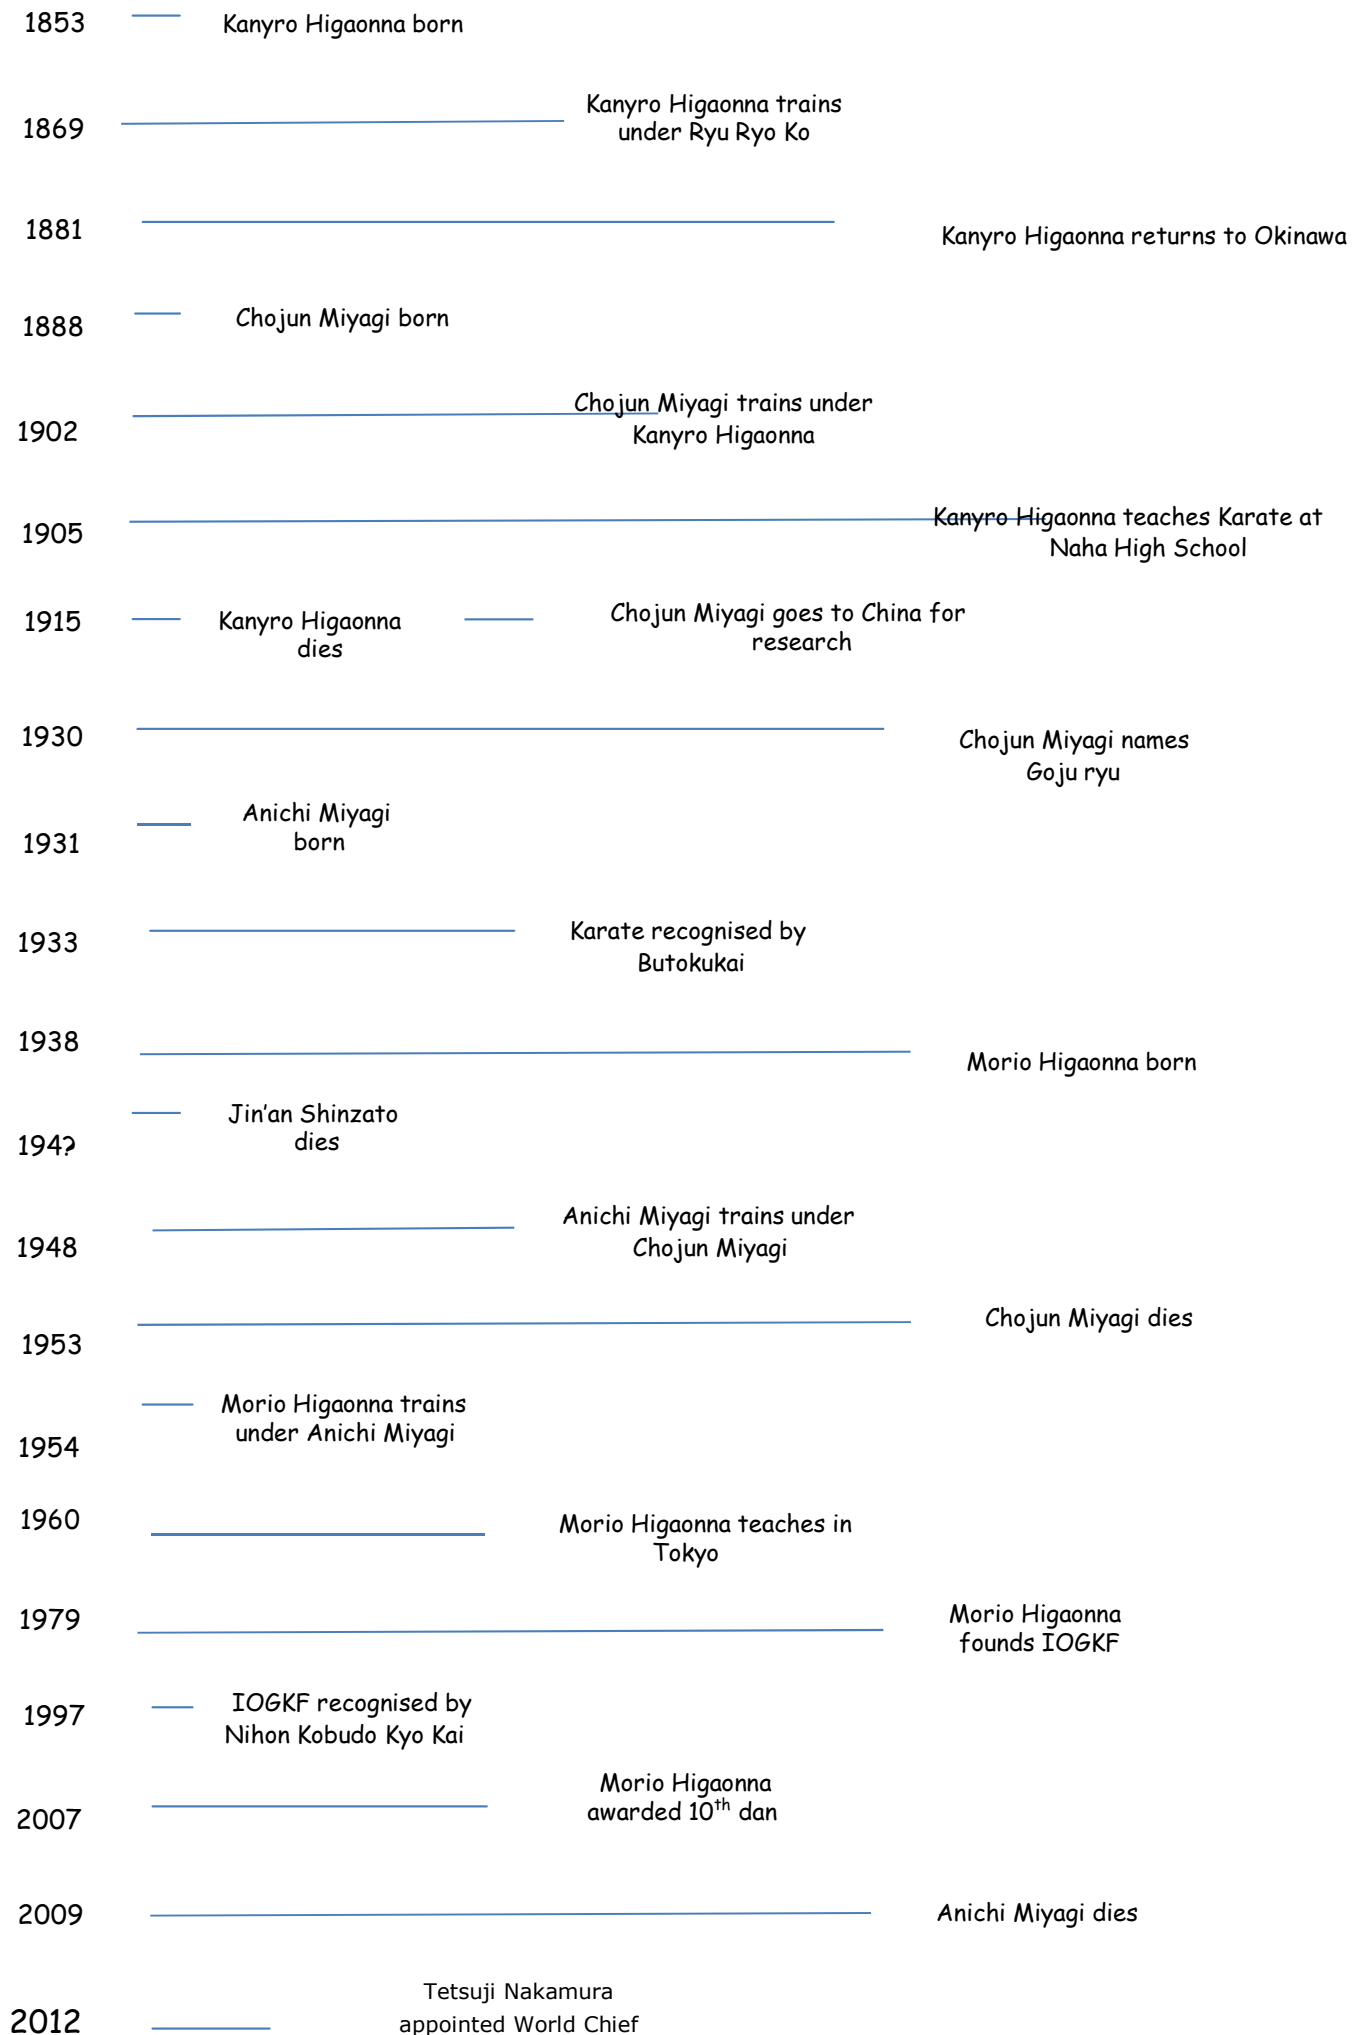 1853 Kanyro Higaonna born
Kanyro Higaonna trains
1869 under Ryu Ryo Ko
1881 Kanyro Higaonna returns to Okinawa
1888 Chojun Miyagi born
Chojun Miyagi trains under
1902 Kanyro Higaonna
1905 Kanyro Higaonna teaches Karate at
Naha High School
1915 Kanyro Higaonna
dies
Chojun Miyagi goes to China for
research
1930 Chojun Miyagi names
Goju ryu
Anichi Miyagi
1931 born
1933 Karate recognised by
Butokukai
1938 Morio Higaonna born
Jin'an Shinzato
194? dies
Anichi Miyagi trains under
1948 Chojun Miyagi
1953 Chojun Miyagi dies
Morio Higaonna trains
1954 under Anichi Miyagi
1960 Morio Higaonna teaches in
Tokyo
1979 Morio Higaonna
founds IOGKF
1997 IOGKF recognised by
Nihon Kobudo Kyo Kai
Morio Higaonna
2007 awarded 10th dan
2009 Anichi Miyagi dies
Tetsuji Nakamura
2012 appointed World Chief